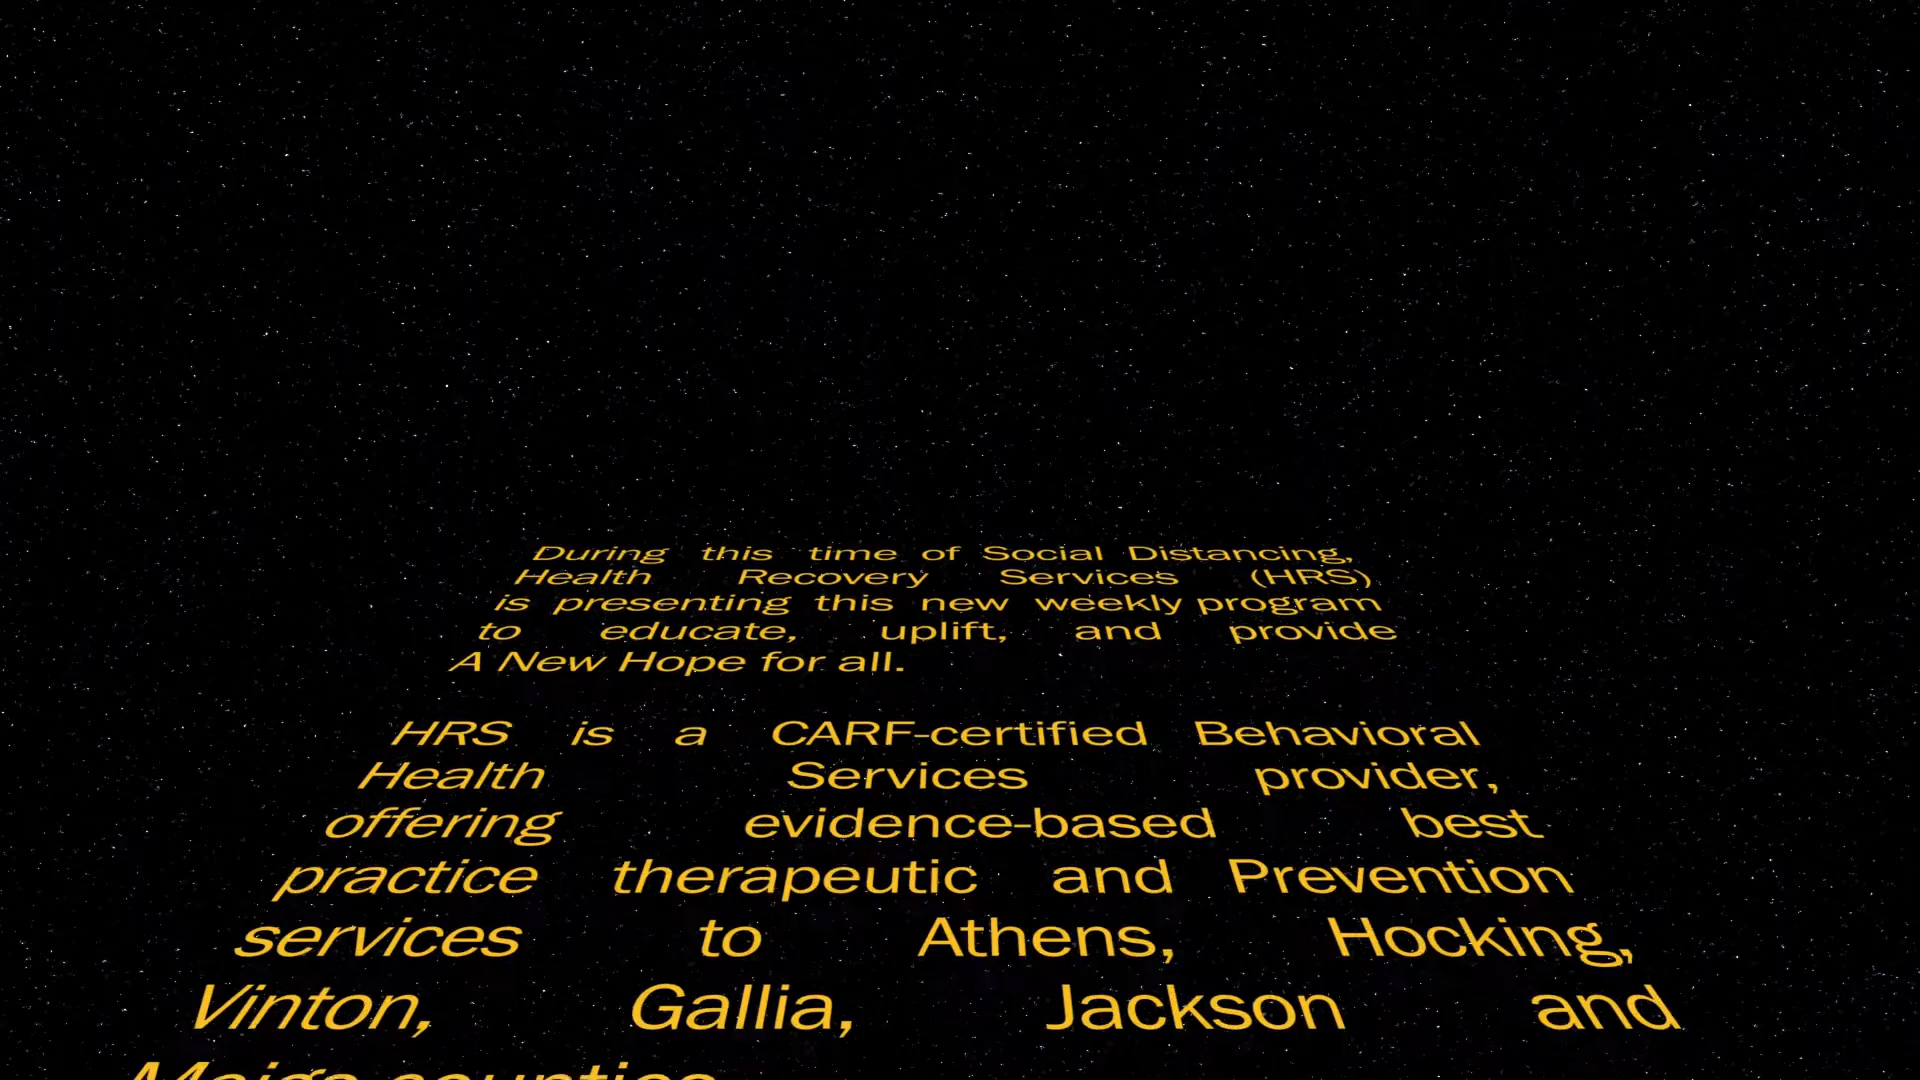 During this time of Social Distancing,
Health Recovery Services (HRS)
is presenting this new weekly program
to educate, uplift, and provide
A New Hope for all.
HRS is a CARF-certified Behavioral
Health Services provider,
offering evidence-based best
practice therapeutic and Prevention
services to Athens, Hocking,
Vinton, Gallia, Jackson and
Meigs counties.